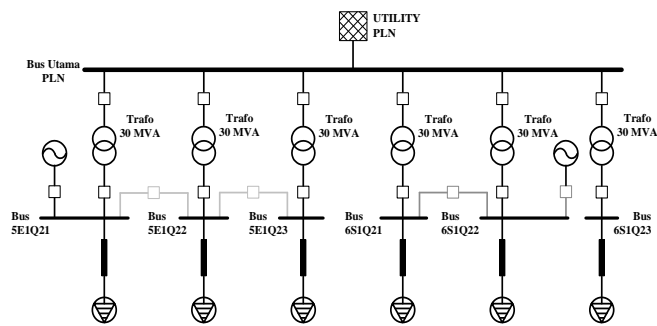 UTILITY
PLN
Bus Utama
PLN
Trafo
30 MVA
Trafo
30 MVA
Trafo
30 MVA
Trafo
30 MVA
Trafo
30 MVA
Trafo
30 MVA
Bus
5E1Q21
Bus
5E1Q22
Bus
5E1Q23
Bus
6S1Q21
Bus
6S1Q22
Bus
6S1Q23